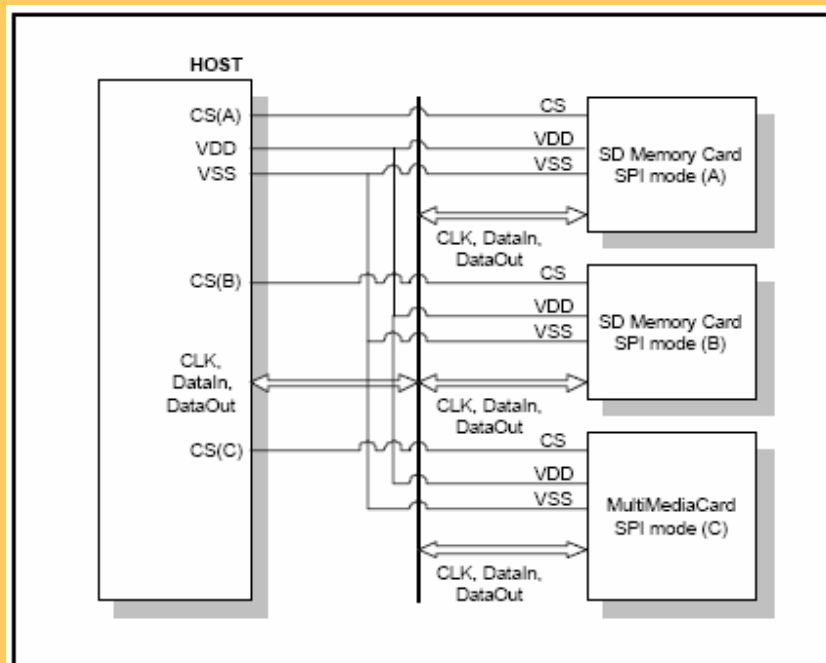 HOST
CS(A)
VDD
VSS
CS(B)
CLK,
DataIn,
DataOut
CS(C)
CS
VDD
VSS
SD Memory Card
SPI mode (A)
CLK, DataIn,
DataOut
CS
VDD
VSS
SD Memory Card
SPI mode (B)
CLK, DataIn,
DataOut
CS
VDD
VSS
MultiMediaCard
SPI mode (C)
CLK, DataIn,
DataOut